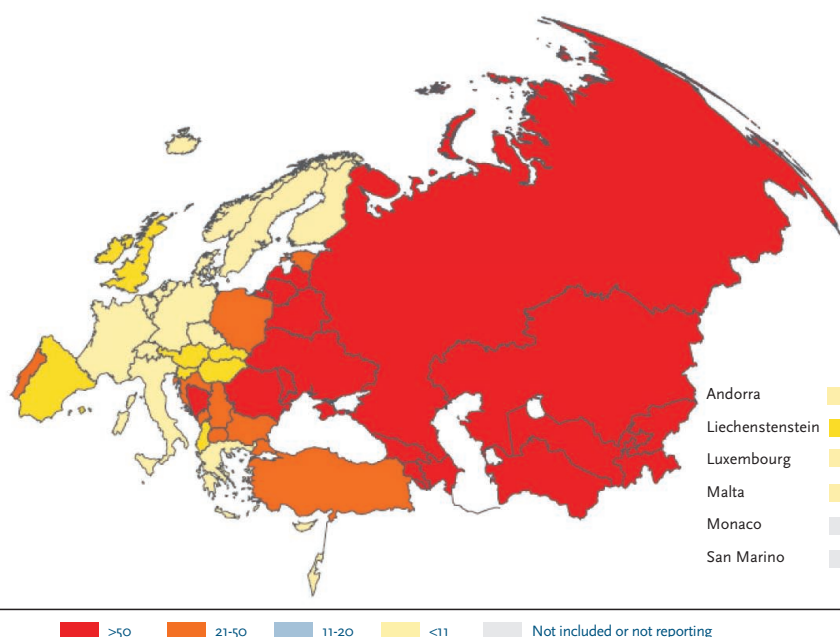 Andorra
Liechenstenstein
Luxembourg
Malta
Monaco
San Marino
>50
21-50
11-20
<11
Not included or not reporting